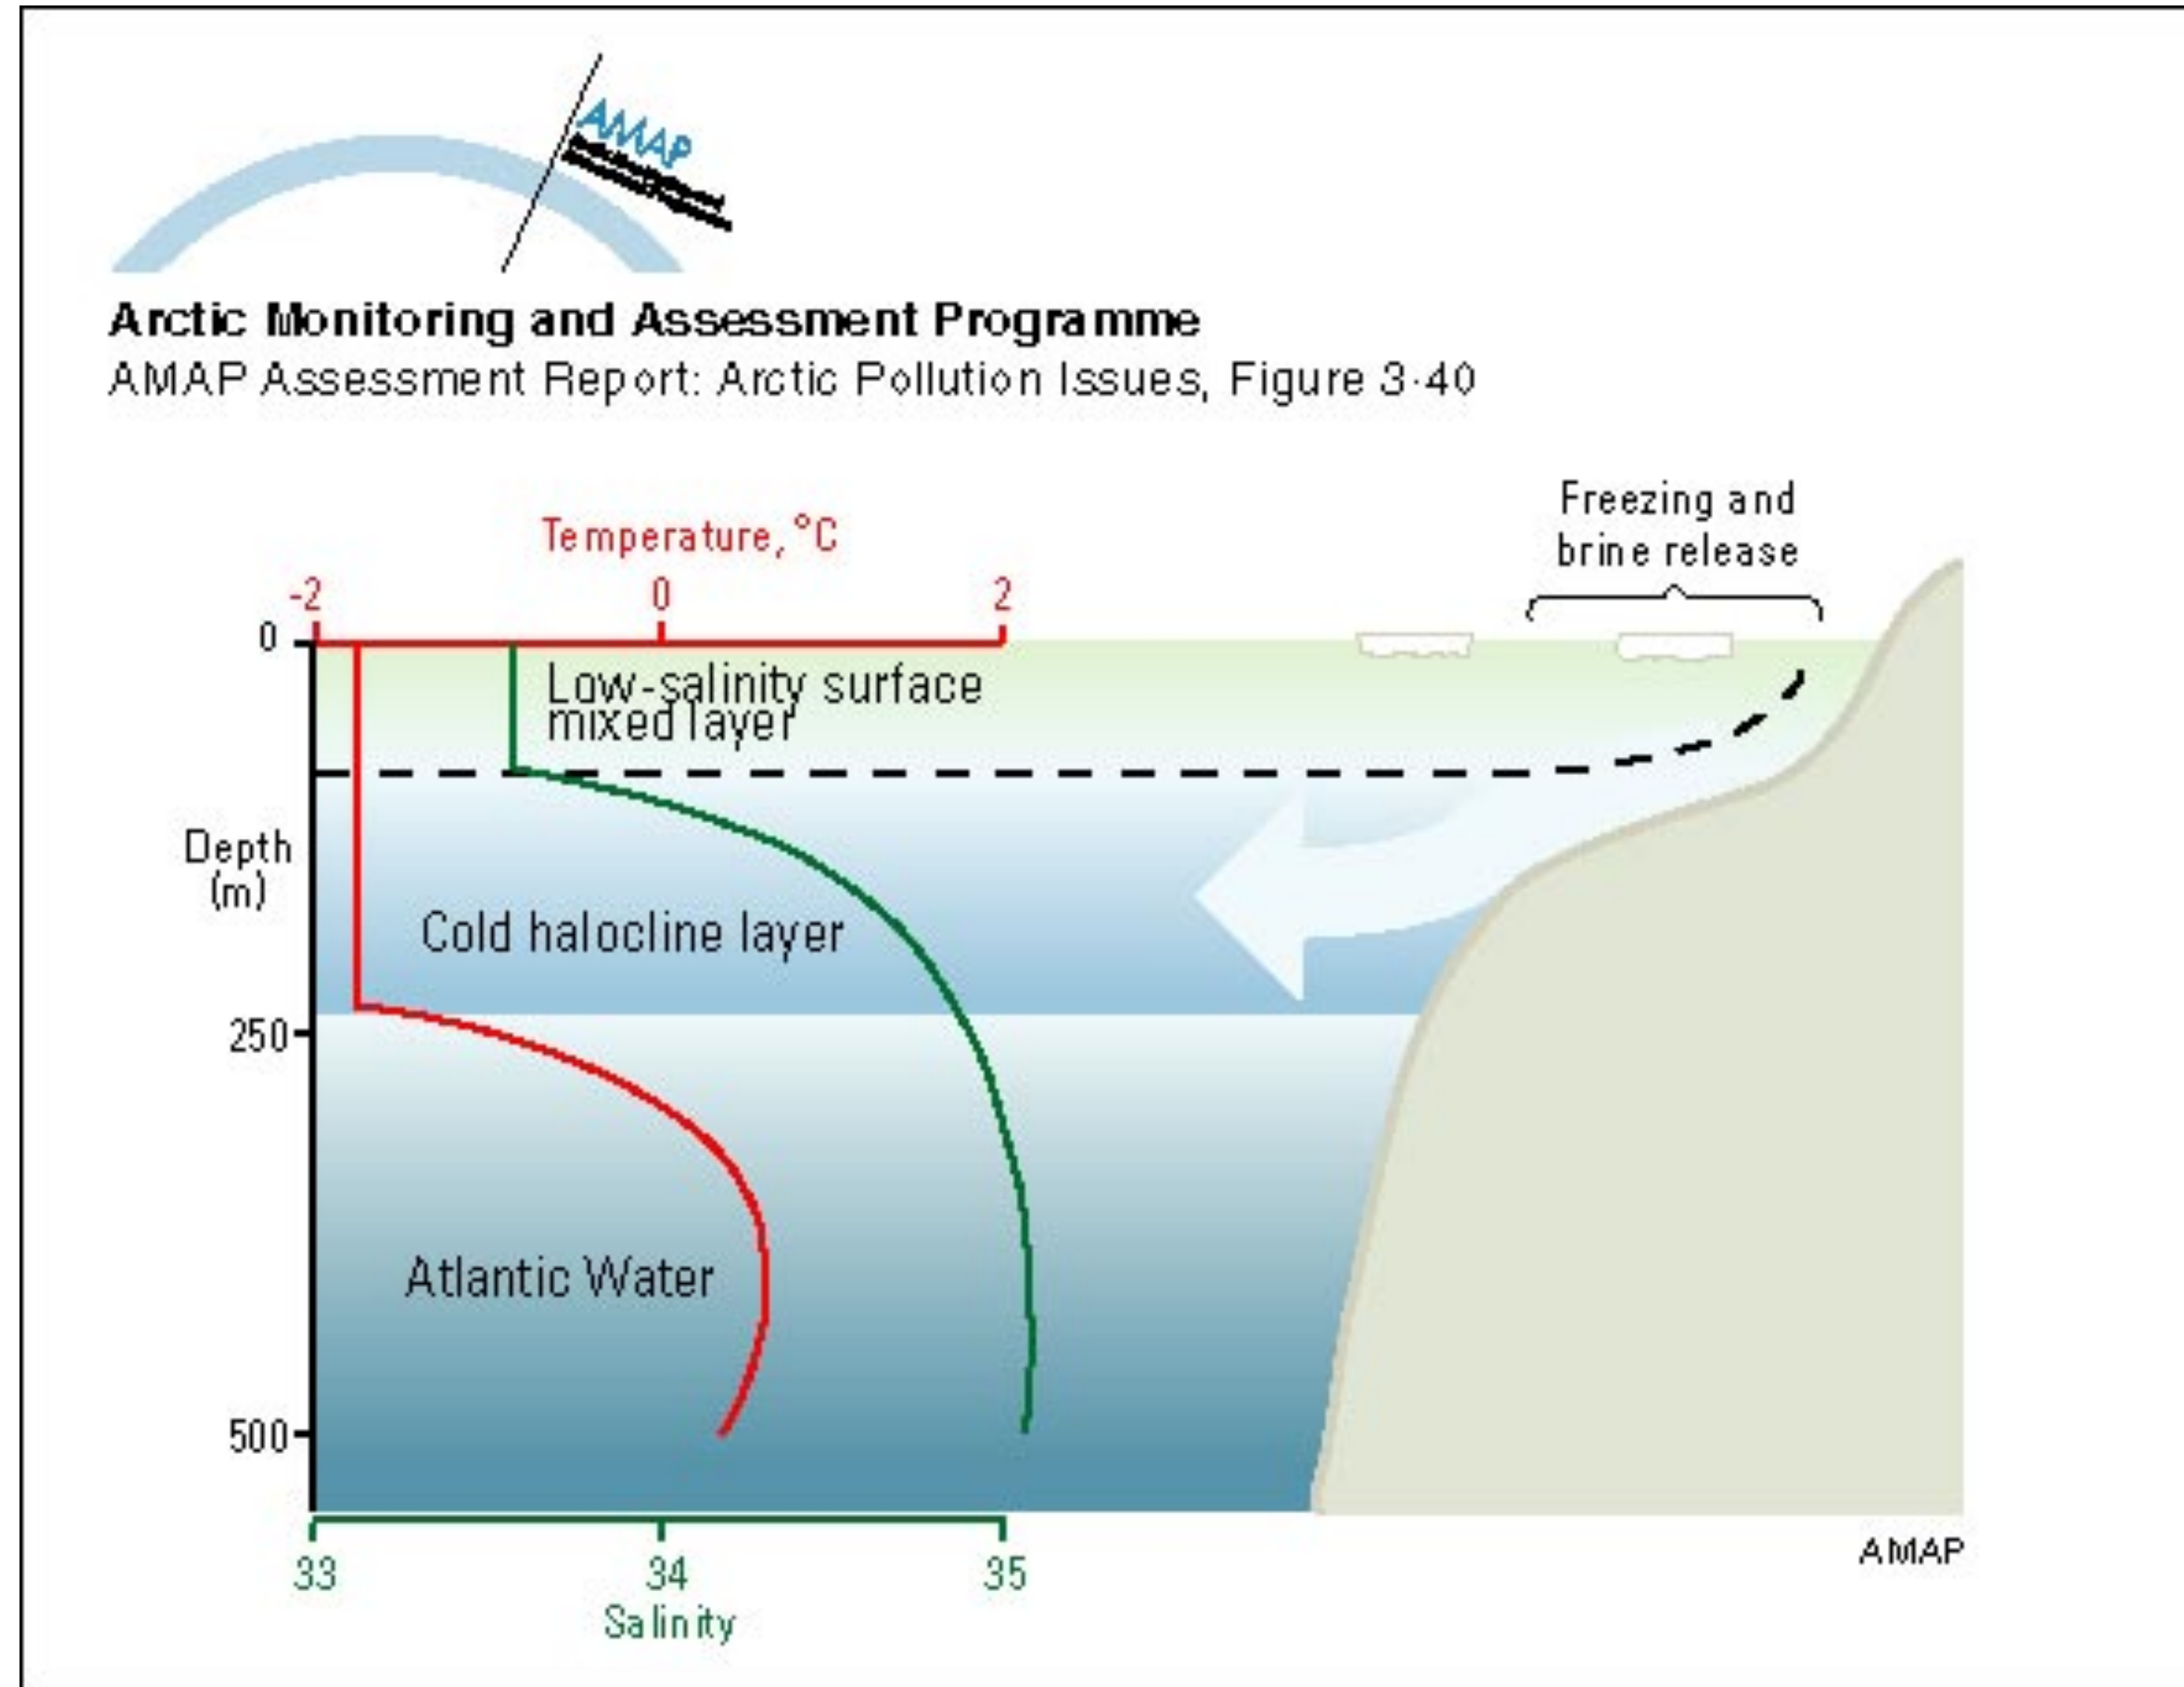 AMAP
Arctic Monitoring and Assessment Programme
AMAP Assessment Report: Arctic Pollution Issues, Figure 3·40
Freezing and
brine release
Temperature, °C
-2 0 2
0
Low-salinity surface
mixed layer
Depth
(m)
Cold halocline layer
250
Atlantic Water
500
33 34 35
Salinity
AMAP